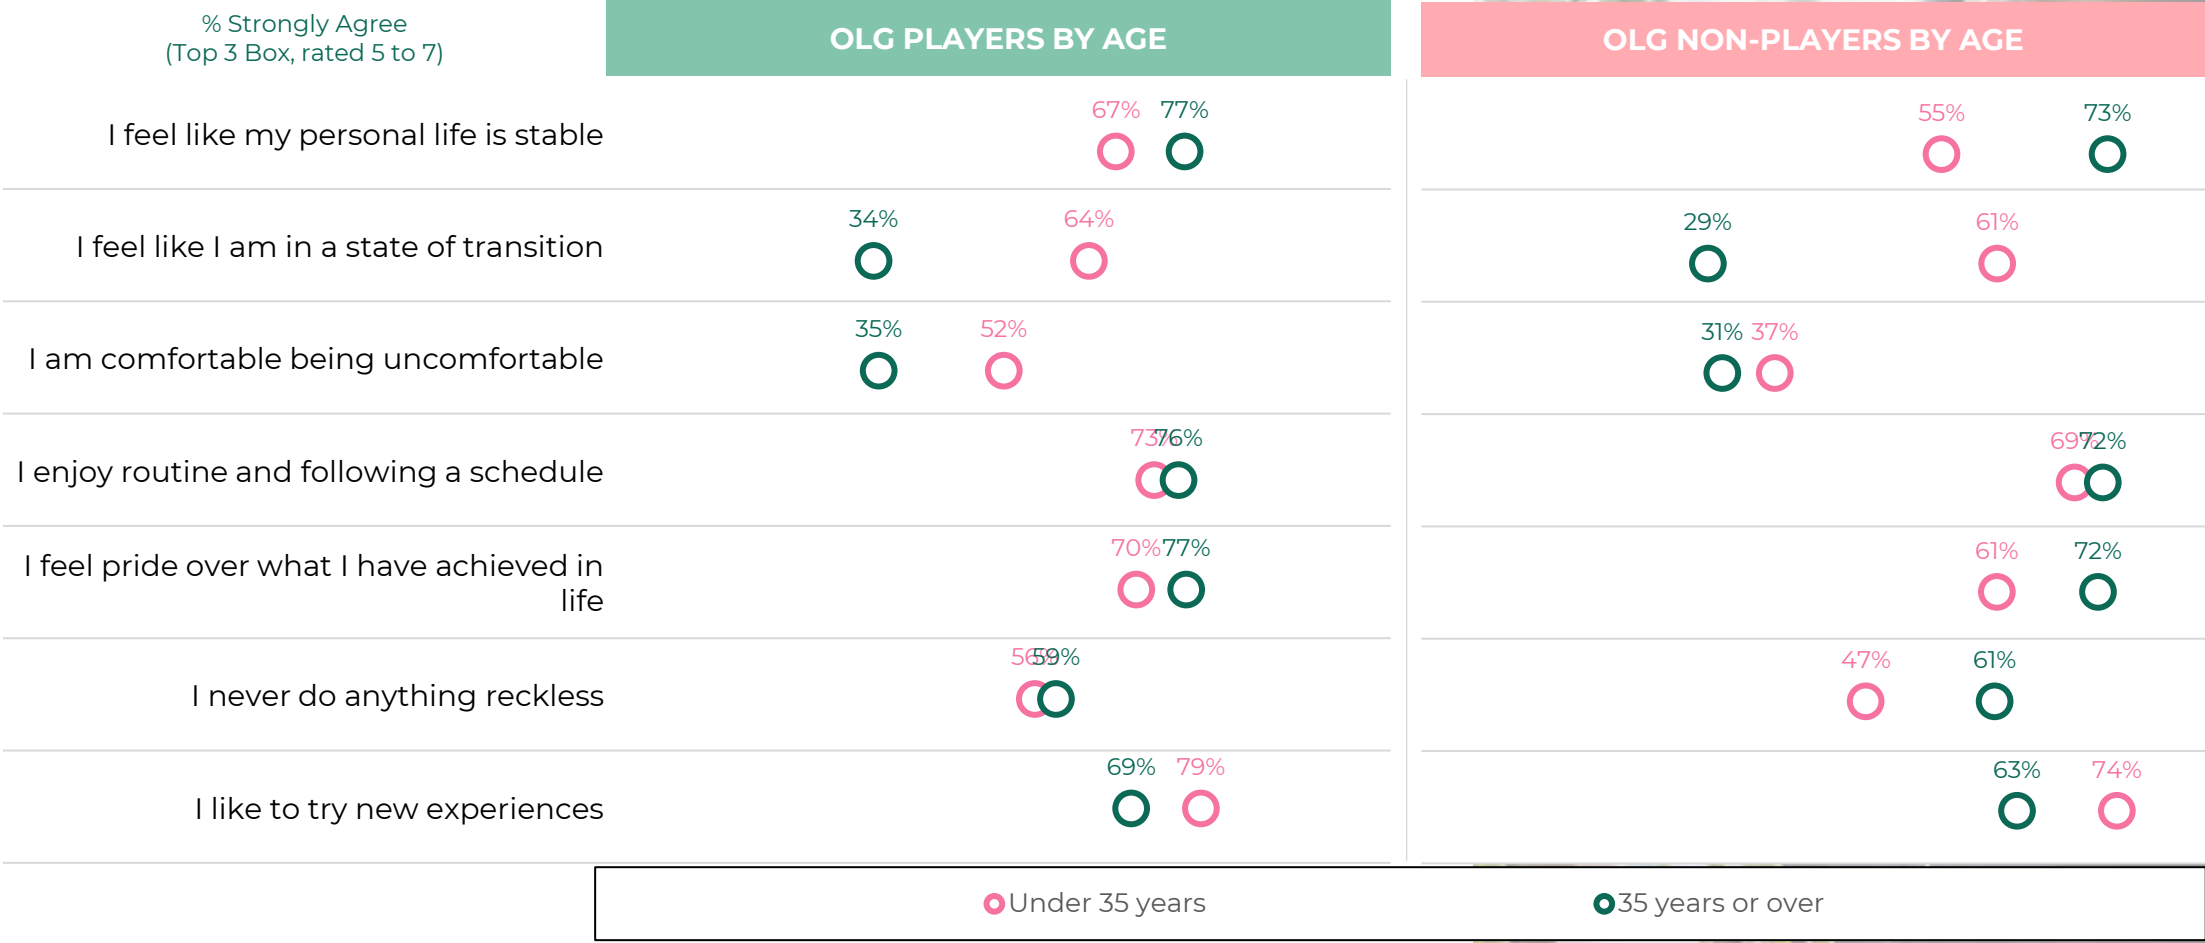 % Strongly Agree
(Top 3 Box, rated 5 to 7)
OLG PLAYERS BY AGE
OLG NON-PLAYERS BY AGE
I feel like my personal life is stable
67% 77%
55% 73%
I feel like I am in a state of transition
34% 64%
29% 61%
I am comfortable being uncomfortable
35% 52%
31% 37%
I enjoy routine and following a schedule
73% 76%
69% 72%
I feel pride over what I have achieved in
life
70% 77%
61% 72%
I never do anything reckless
56% 59%
47% 61%
I like to try new experiences
69% 79%
63% 74%
Under 35 years
35 years or over